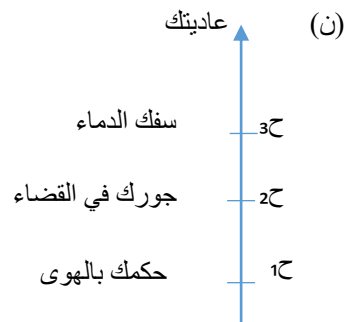 (ن)
عاديتك
ح3 سفك الدماء
ح2 جورك في القضاء
ح1 حكمك بالهوى